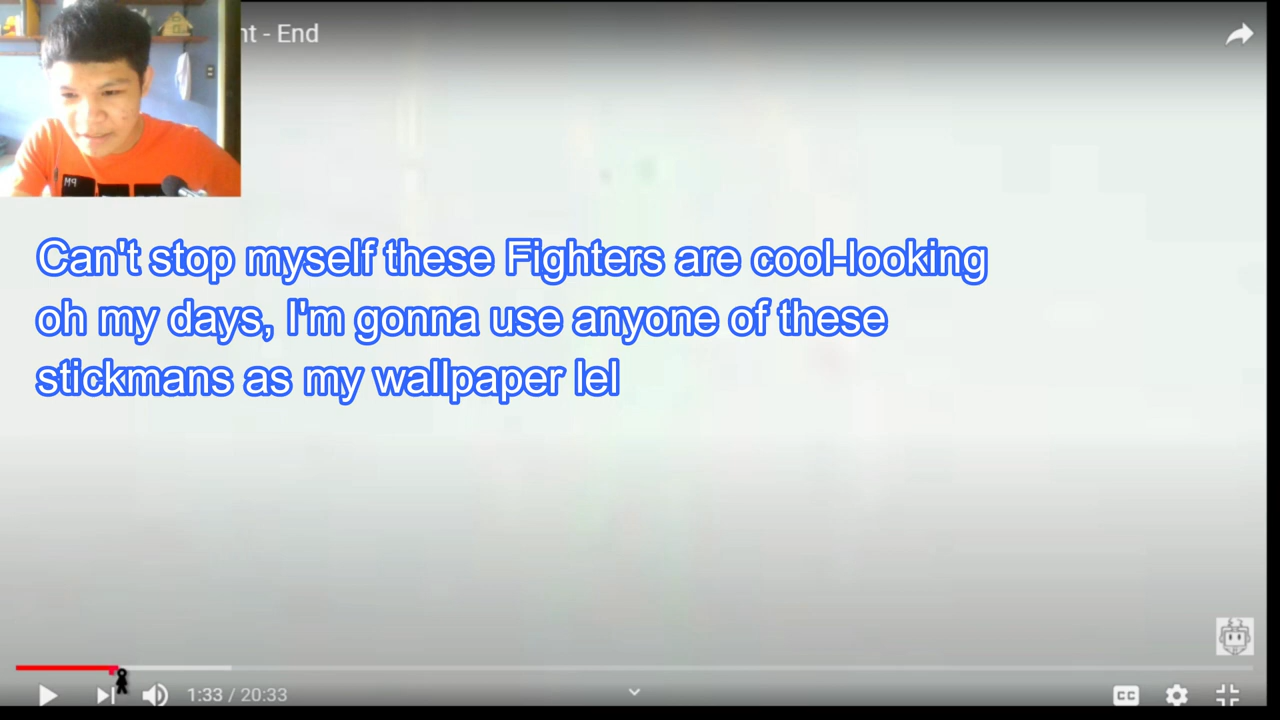 nt - End
Can't stop myself these Fighters are cool-looking
oh my days, I'm gonna use anyone of these
stickmans as my wallpaper lel
1:33 / 20:33
CC